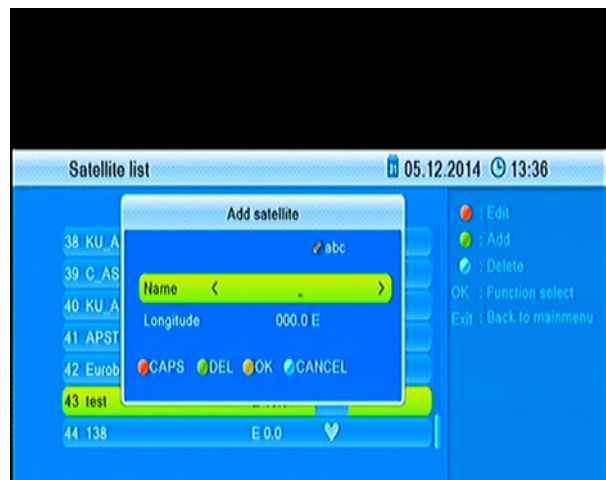 Satellite list
05.12.2014 13:36
Add satellite
abc
Name < _ >
Longitude 000.0 E
CAPS DEL OK CANCEL
38 KU_A
39 C_AS
40 KU_A
41 APST
42 Eurob
43 test
44 138 E 0.0
: Edit
: Add
: Delete
OK : Function select
Exit : Back to mainmenu